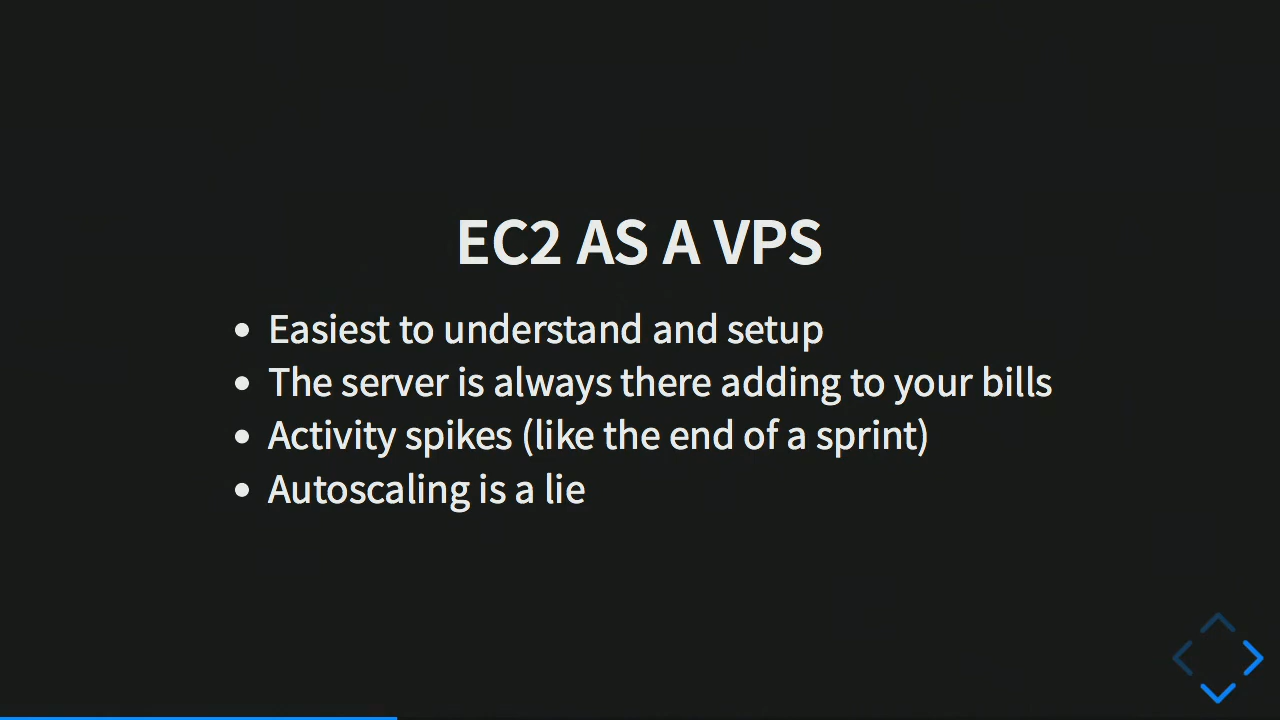 EC2 AS A VPS
Easiest to understand and setup
The server is always there adding to your bills
Activity spikes (like the end of a sprint)
Autoscaling is a lie